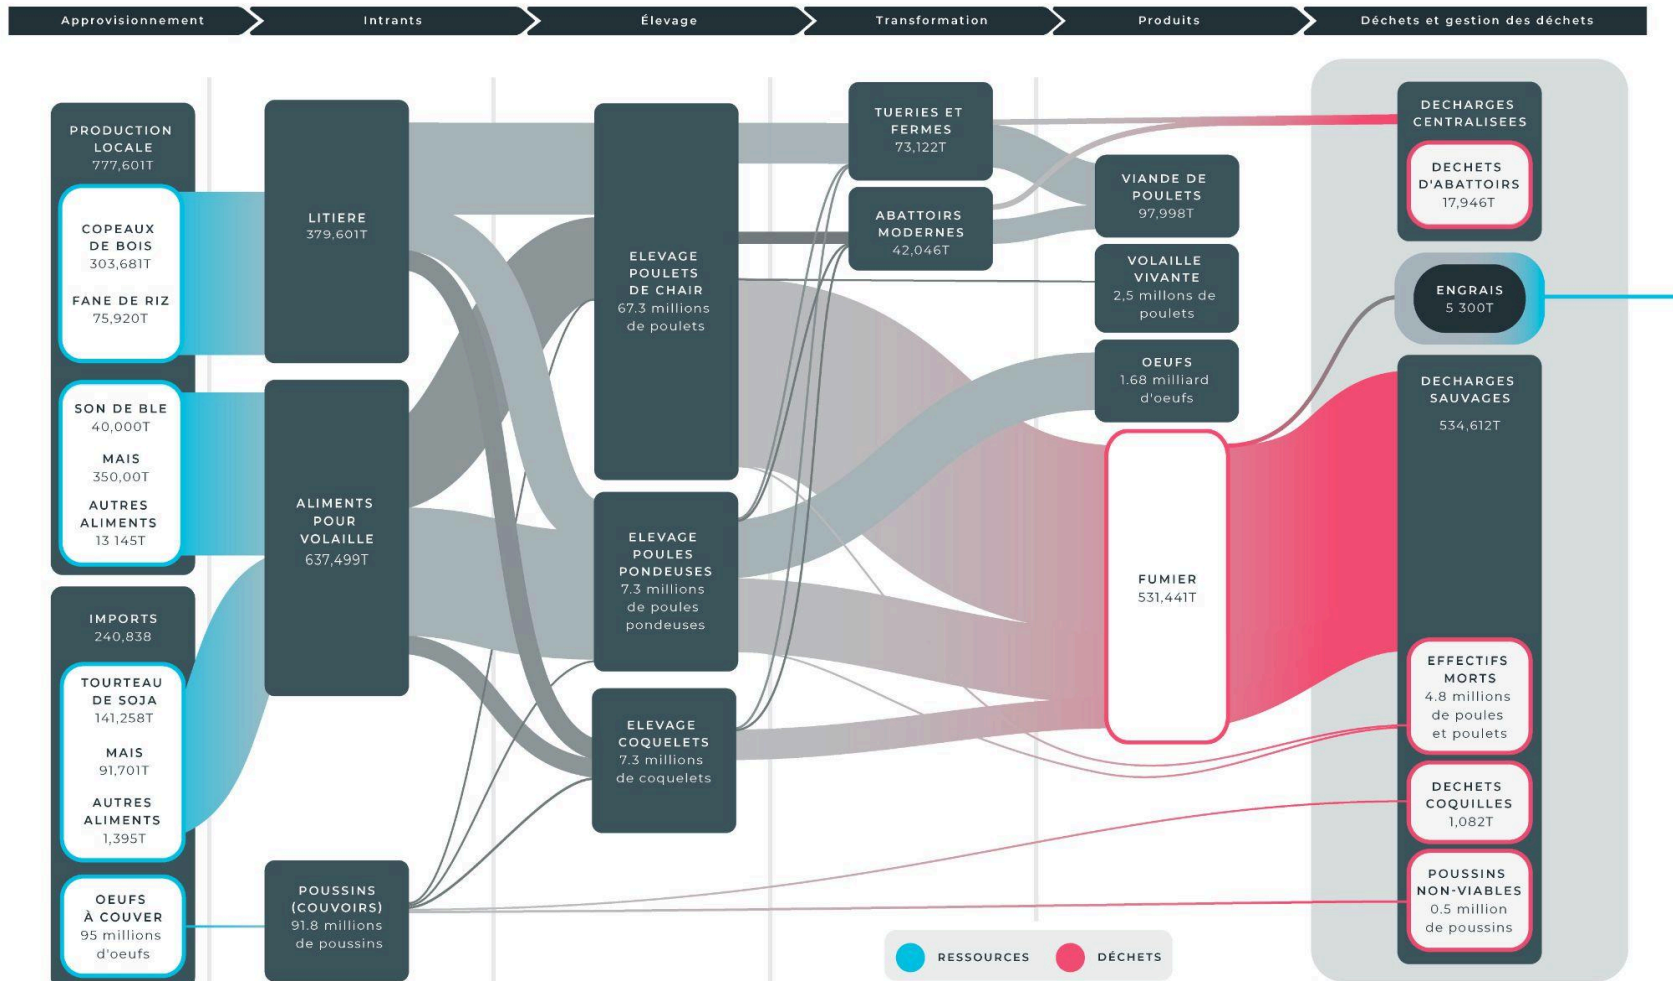 Approvisionnement
Intrants
Élevage
Transformation
Produits
Déchets et gestion des déchets
PRODUCTION
LOCALE
777,601T
COPEAUX
DE BOIS
303,681T
FANE DE RIZ
75,920T
SON DE BLE
40,000T
MAIS
350,00T
AUTRES
ALIMENTS
13 145T
IMPORTS
240,838
TOURTEAU
DE SOJA
141,258T
MAIS
91,701T
AUTRES
ALIMENTS
1,395T
OEUFS
À COUVER
95 millions
d'oeufs
LITIERE
379,601T
ALIMENTS
POUR
VOLAILLE
637,499T
POUSSINS
(COUVOIRS)
91.8 millions
de poussins
ELEVAGE
POULETS
DE CHAIR
67.3 millions
de poulets
ELEVAGE
POULES
PONDEUSES
7.3 millions
de poules
pondeuses
ELEVAGE
COQUELETS
7.3 millions
de coquelets
TUERIES ET
FERMES
73,122T
ABATTOIRS
MODERNES
42,046T
VIANDE DE
POULETS
97,998T
VOLAILLE
VIVANTE
2,5 millons de
poulets
OEUFS
1.68 milliard
d'oeufs
FUMIER
531,441T
DECHARGES
CENTRALISEES
DECHETS
D'ABATTOIRS
17,946T
ENGRAIS
5 300T
DECHARGES
SAUVAGES
534,612T
EFFECTIFS
MORTS
4.8 millions
de poules
et poulets
DECHETS
COQUILLES
1,082T
POUSSINS
NON-VIABLES
0.5 million
de poussins
RESSOURCES
DÉCHETS